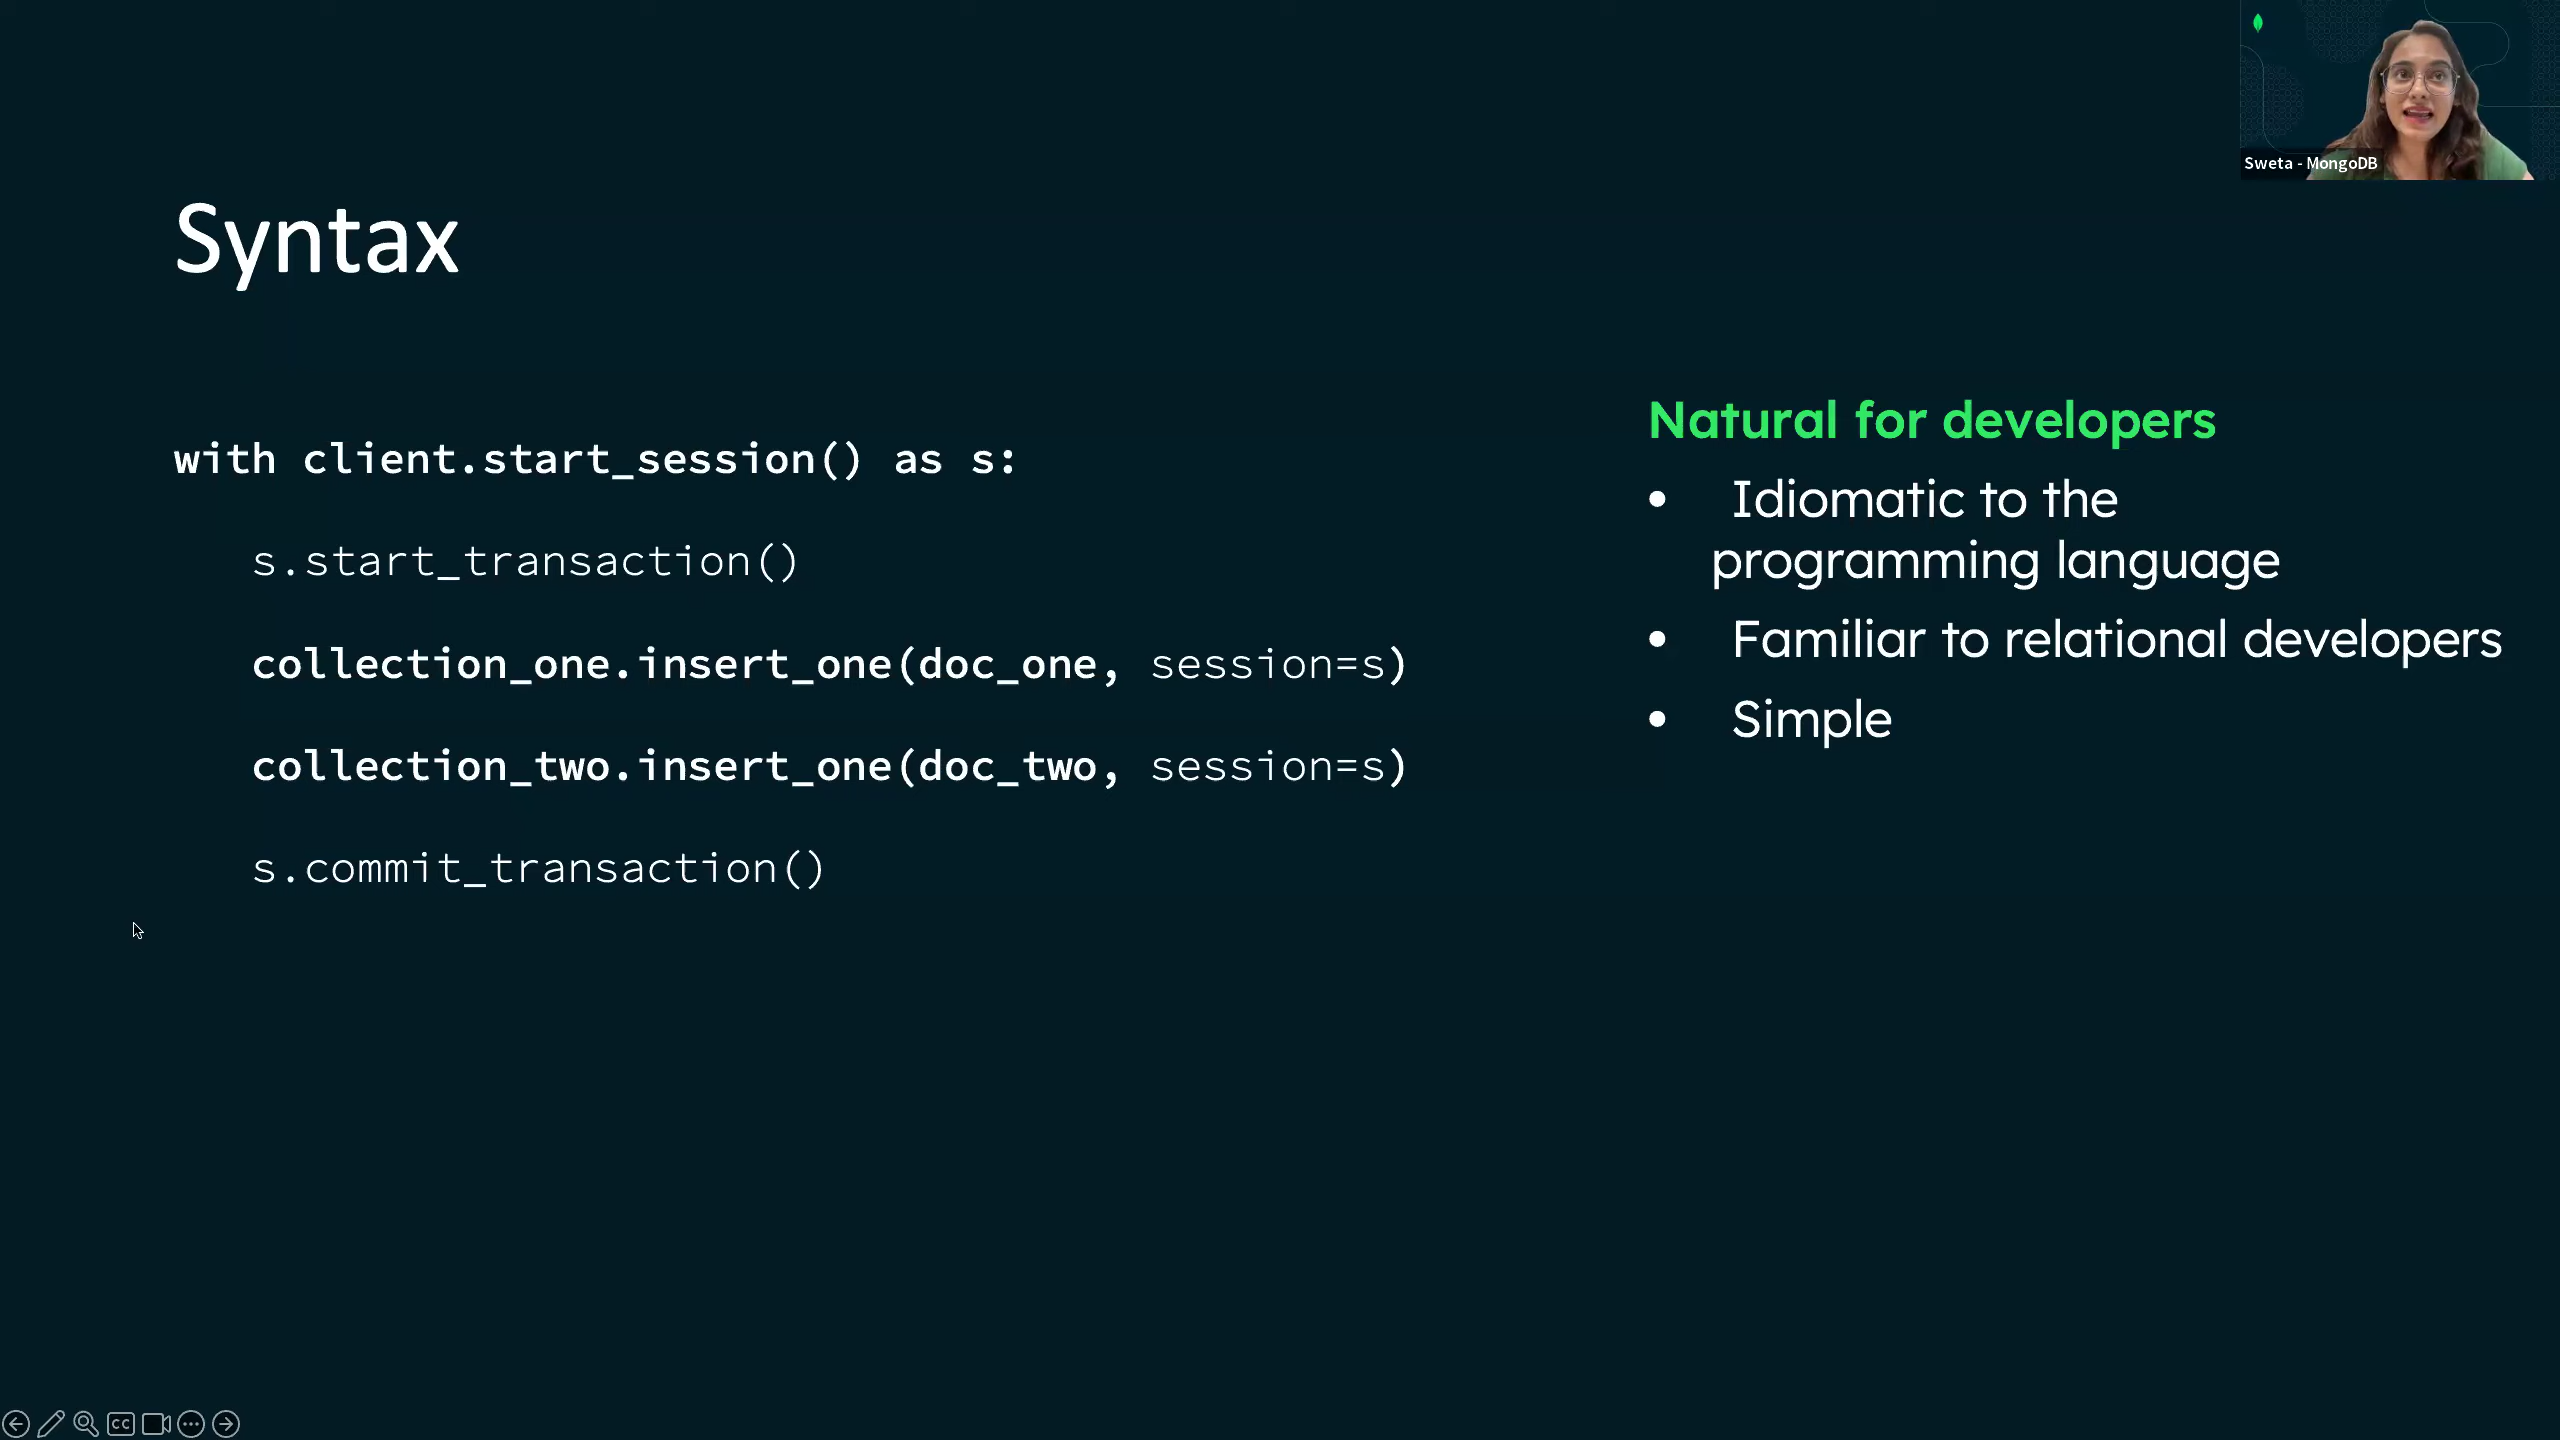 Sweta - MongoDB
Syntax
with client.start_session() as s:
s.start_transaction()
collection_one.insert_one(doc_one, session=s)
collection_two.insert_one(doc_two, session=s)
s.commit_transaction()
Natural for developers
• Idiomatic to the
programming language
• Familiar to relational developers
• Simple
CC